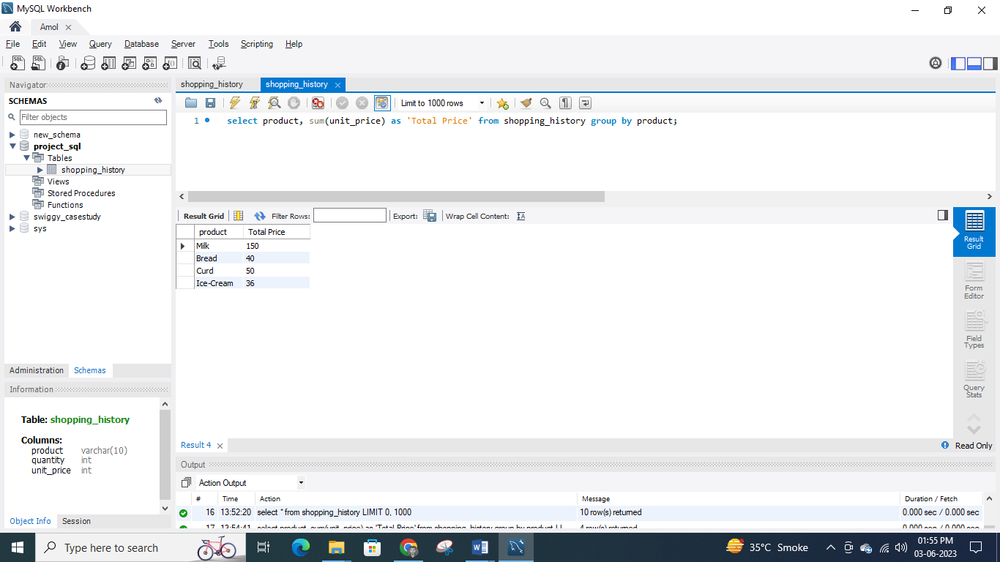 MySQL Workbench
Amol
File Edit View Query Database Server Tools Scripting Help
Navigator
SCHEMAS
Filter objects
new_schema
project_sql
Tables
shopping_history
Views
Stored Procedures
Functions
swiggy_casestudy
sys
Administration Schemas
Information
Table: shopping_history
Columns:
product varchar(10)
quantity int
unit_price int
Object Info Session
shopping_history shopping_history
Limit to 1000 rows
1 select product, sum(unit_price) as 'Total Price' from shopping_history group by product;
Result Grid Filter Rows: Export: Wrap Cell Content:
product Total Price
Milk 150
Bread 40
Curd 50
Ice-Cream 36
Result Grid
Form Editor
Field Types
Query Stats
Result 4 Read Only
Output
Action Output
# Time Action Message Duration / Fetch
16 13:52:20 select * from shopping_history LIMIT 0, 1000 10 row(s) returned 0.000 sec / 0.000 sec
17 13:54:41 select product, sum(unit_price) as 'Total Price' from shopping_history group by product LI... 4 row(s) returned 0.000 sec / 0.000 sec
Type here to search
35°C Smoke
01:55 PM
03-06-2023